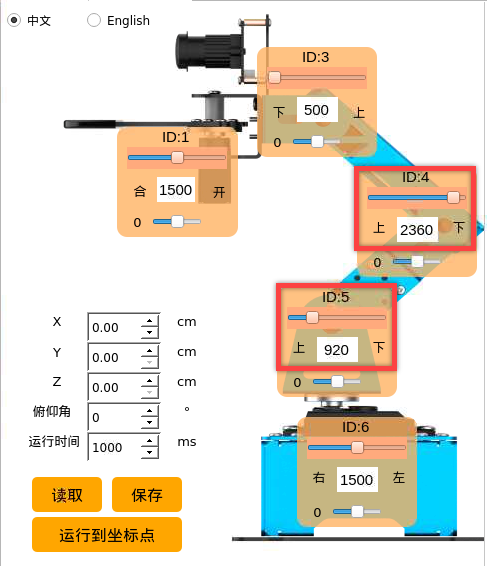 中文 English
ID:3
下 500 上
0
ID:1
合 1500 开
0
ID:4
上 2360 下
0
ID:5
上 920 下
0
ID:6
右 1500 左
0
X 0.00 cm
Y 0.00 cm
Z 0.00 cm
俯仰角 0 °
运行时间 1000 ms
读取 保存
运行到坐标点